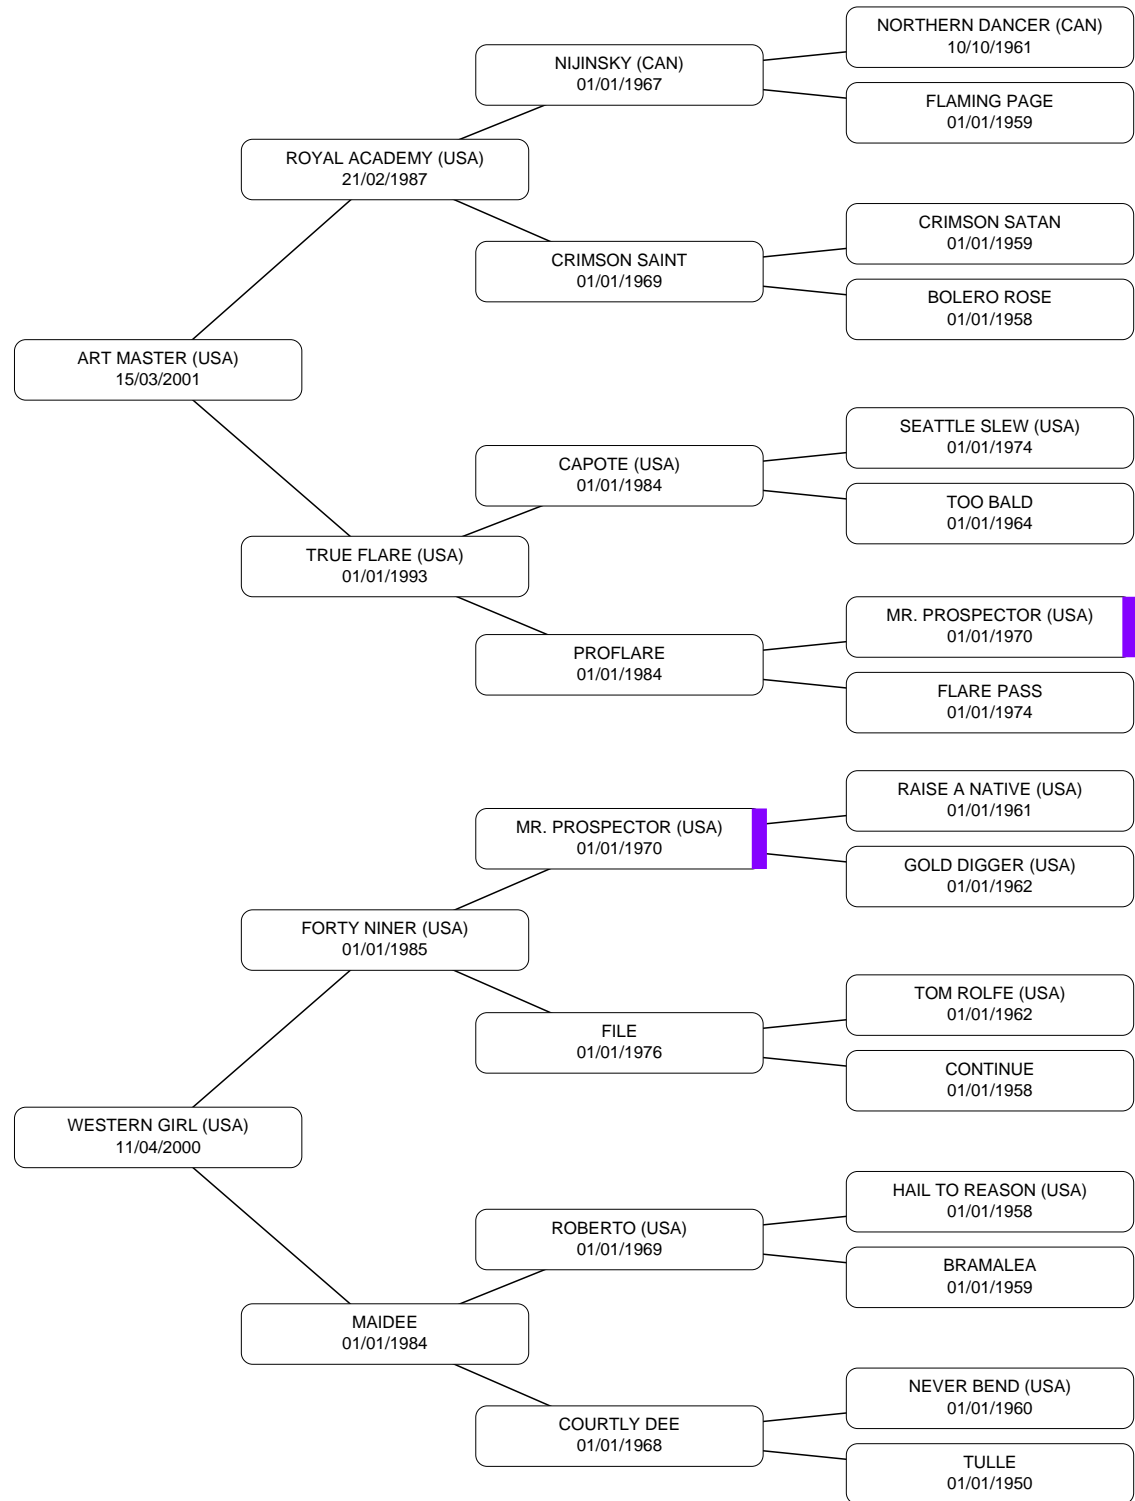 NORTHERN DANCER (CAN)
10/10/1961
NIJINSKY (CAN)
01/01/1967
FLAMING PAGE
01/01/1959
ROYAL ACADEMY (USA)
21/02/1987
CRIMSON SATAN
01/01/1959
CRIMSON SAINT
01/01/1969
BOLERO ROSE
01/01/1958
ART MASTER (USA)
15/03/2001
SEATTLE SLEW (USA)
01/01/1974
CAPOTE (USA)
01/01/1984
TOO BALD
01/01/1964
TRUE FLARE (USA)
01/01/1993
MR. PROSPECTOR (USA)
01/01/1970
PROFLARE
01/01/1984
FLARE PASS
01/01/1974
RAISE A NATIVE (USA)
01/01/1961
MR. PROSPECTOR (USA)
01/01/1970
GOLD DIGGER (USA)
01/01/1962
FORTY NINER (USA)
01/01/1985
TOM ROLFE (USA)
01/01/1962
FILE
01/01/1976
CONTINUE
01/01/1958
WESTERN GIRL (USA)
11/04/2000
HAIL TO REASON (USA)
01/01/1958
ROBERTO (USA)
01/01/1969
BRAMALEA
01/01/1959
MAIDEE
01/01/1984
NEVER BEND (USA)
01/01/1960
COURTLY DEE
01/01/1968
TULLE
01/01/1950